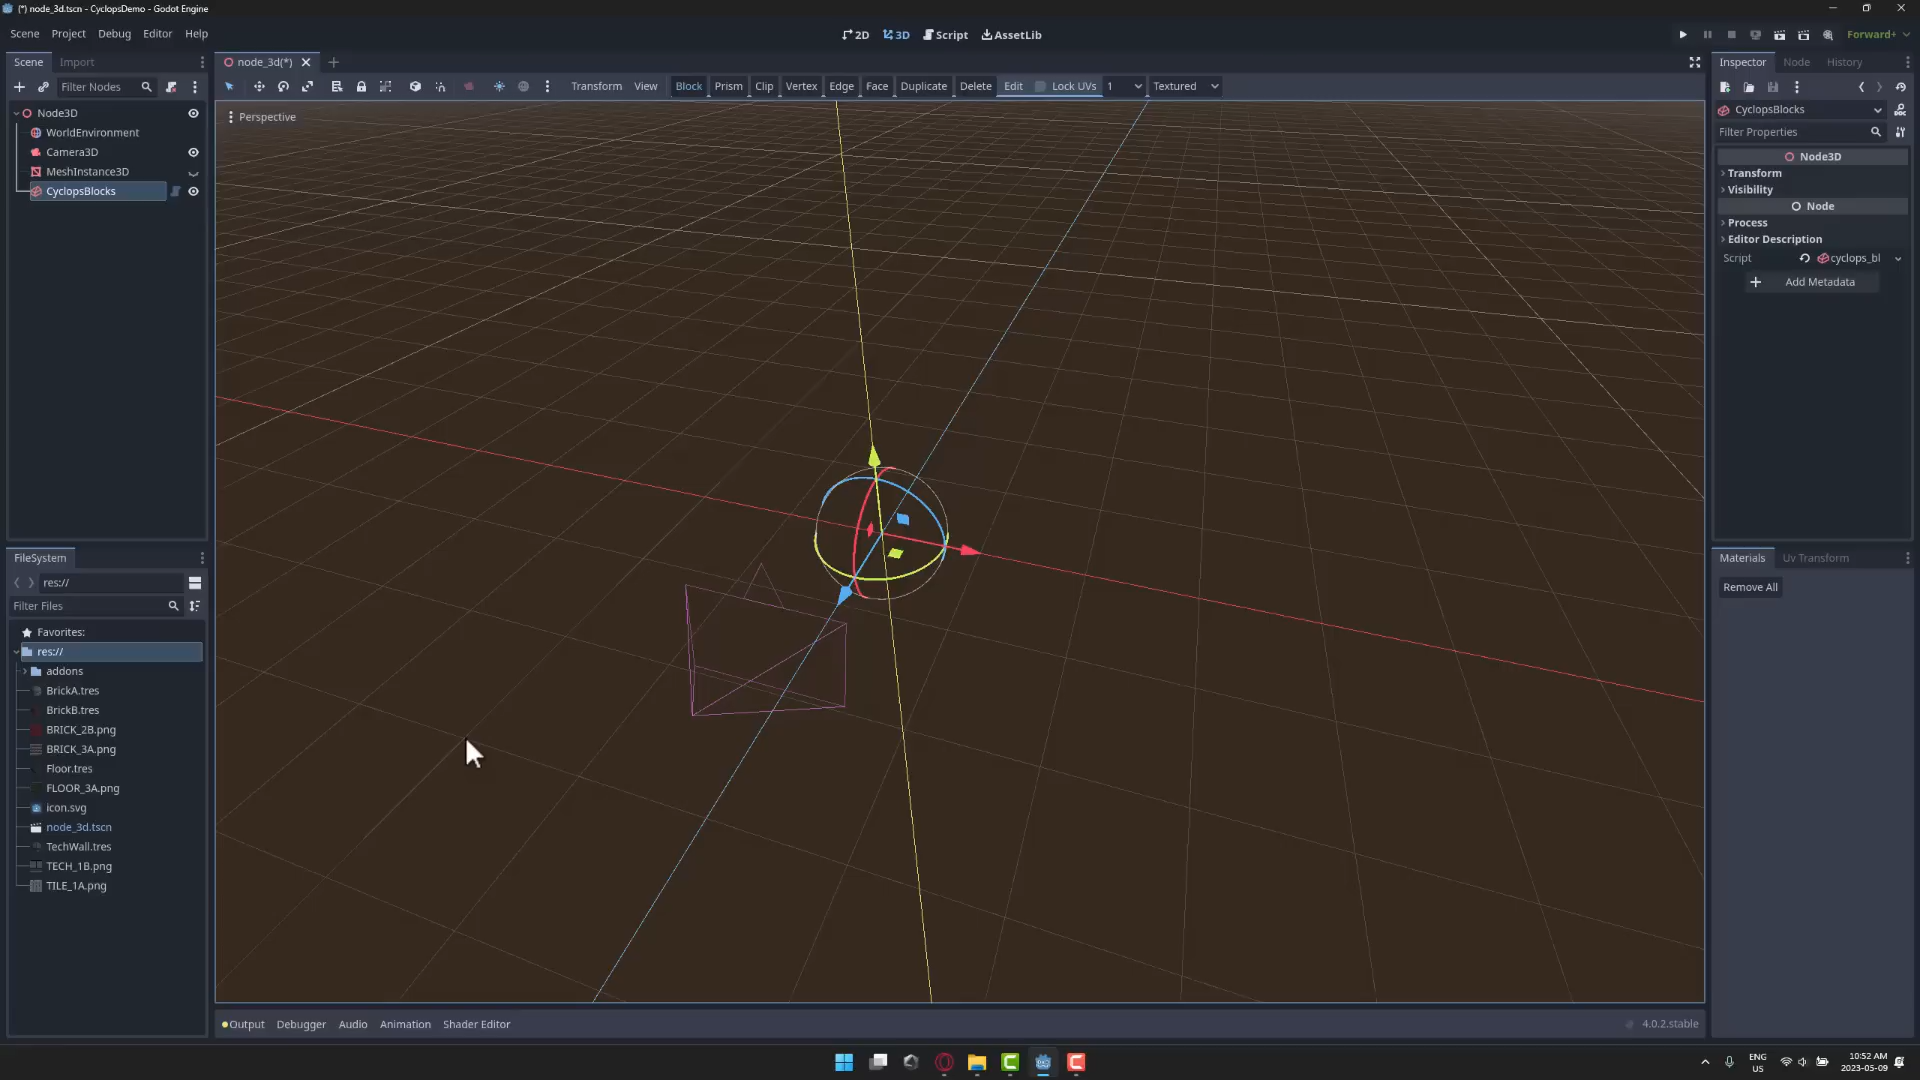 (*) node_3d.tscn - CyclopsDemo - Godot Engine
Scene Project Debug Editor Help
2D 3D Script AssetLib
Forward+
Scene Import
node_3d(*)
Inspector Node History
Filter Nodes
Transform View Block Prism Clip Vertex Edge Face Duplicate Delete Edit Lock UVs 1 Textured
Node3D
WorldEnvironment
Camera3D
MeshInstance3D
CyclopsBlocks
Perspective
CyclopsBlocks
Filter Properties
Node3D
Transform
Visibility
Node
Process
Editor Description
Script cyclops_bl
Add Metadata
FileSystem
res://
Filter Files
Favorites:
res://
addons
BrickA.tres
BrickB.tres
BRICK_2B.png
BRICK_3A.png
Floor.tres
FLOOR_3A.png
icon.svg
node_3d.tscn
TechWall.tres
TECH_1B.png
TILE_1A.png
Materials Uv Transform
Remove All
Output Debugger Audio Animation Shader Editor
4.0.2.stable
ENG
US
10:52 AM
2023-05-09